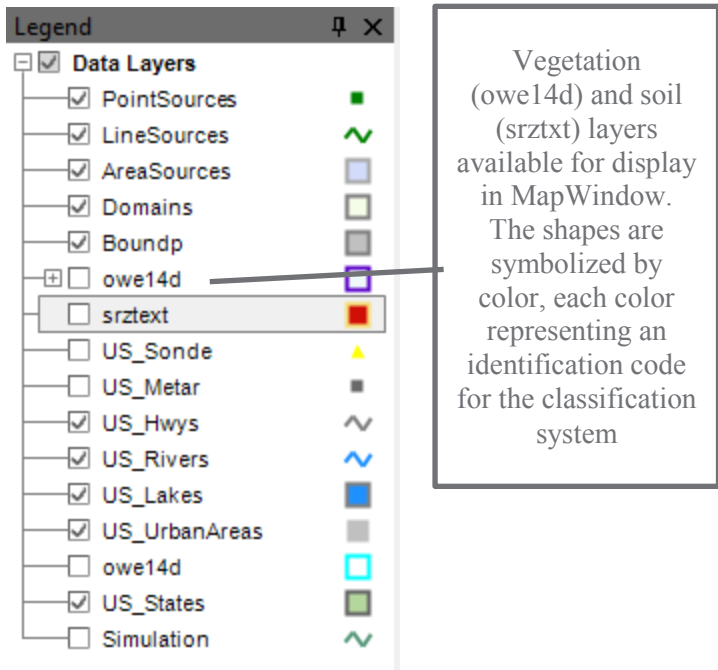 Legend
Data Layers
PointSources
LineSources
AreaSources
Domains
Boundp
owe14d
srztext
US_Sonde
US_Metar
US_Hwys
US_Rivers
US_Lakes
US_UrbanAreas
owe14d
US_States
Simulation
Vegetation
(owe14d) and soil
(srztxt) layers
available for display
in MapWindow.
The shapes are
symbolized by
color, each color
representing an
identification code
for the classification
system